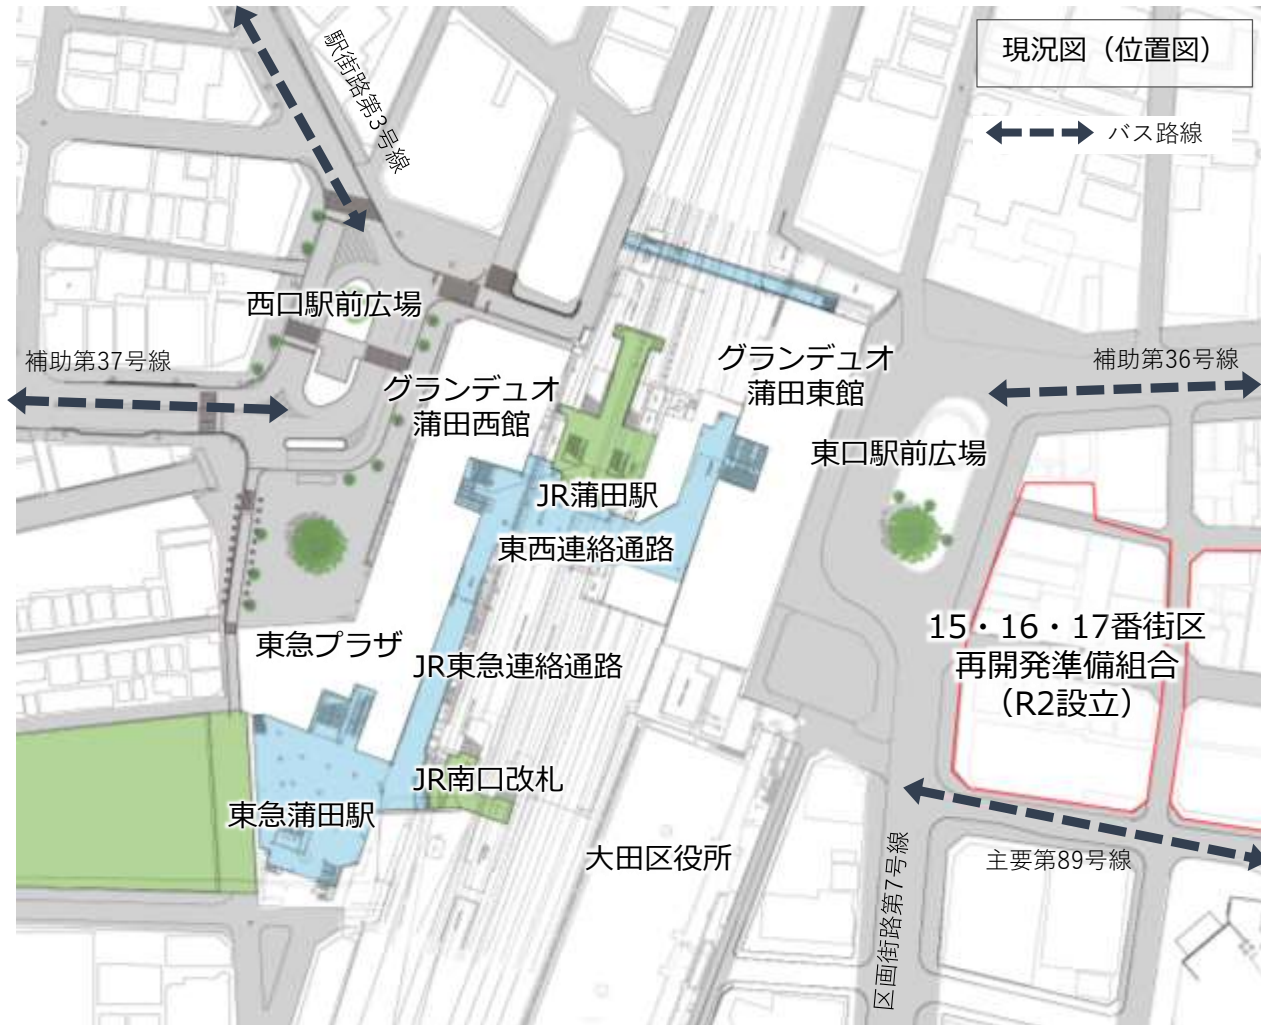 現況図（位置図）
バス路線
駅街路第3号線
西口駅前広場
補助第37号線
グランデュオ
蒲田西館
グランデュオ
蒲田東館
補助第36号線
東口駅前広場
JR蒲田駅
東西連絡通路
東急プラザ
JR東急連絡通路
15・16・17番街区
再開発準備組合
（R2設立）
JR南口改札
東急蒲田駅
大田区役所
区画街路第7号線
主要第89号線